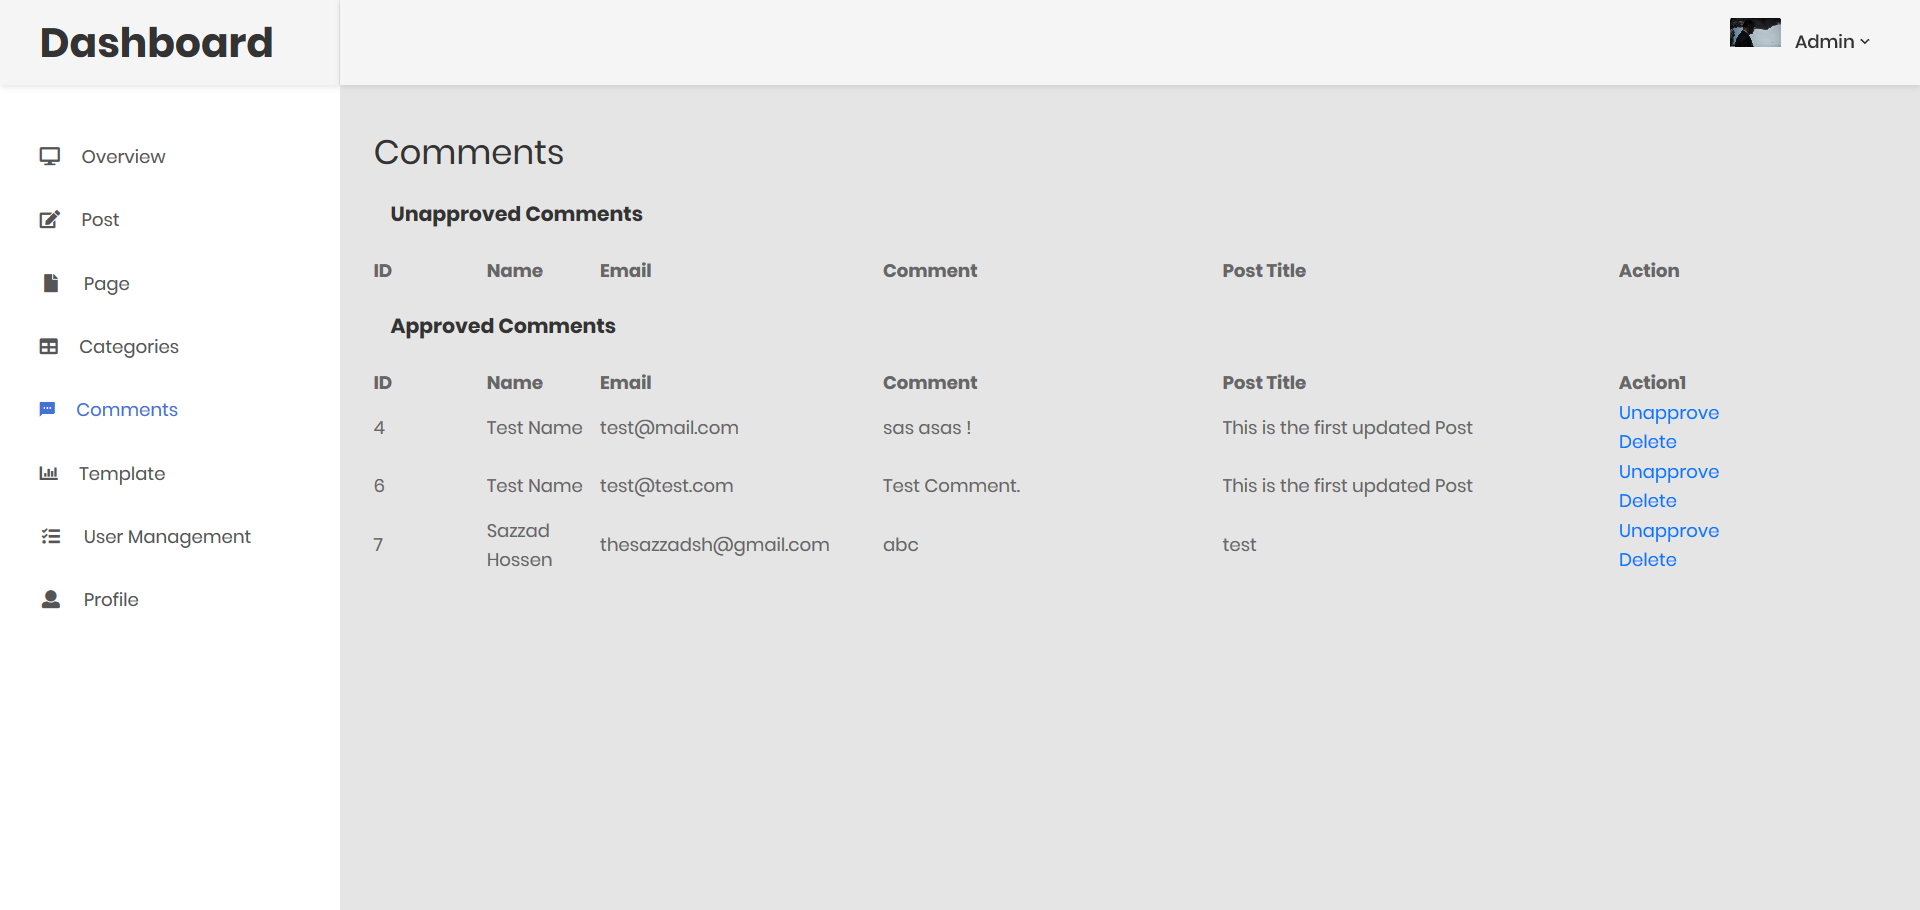 Dashboard
Admin
Overview
Post
Page
Categories
Comments
Template
User Management
Profile
Comments
Unapproved Comments
ID Name Email Comment Post Title Action
Approved Comments
ID Name Email Comment Post Title Action1
4 Test Name test@mail.com sas asas ! This is the first updated Post Unapprove
Delete
6 Test Name test@test.com Test Comment. This is the first updated Post Unapprove
Delete
7 Sazzad Hossen thesazzadsh@gmail.com abc test Unapprove
Delete